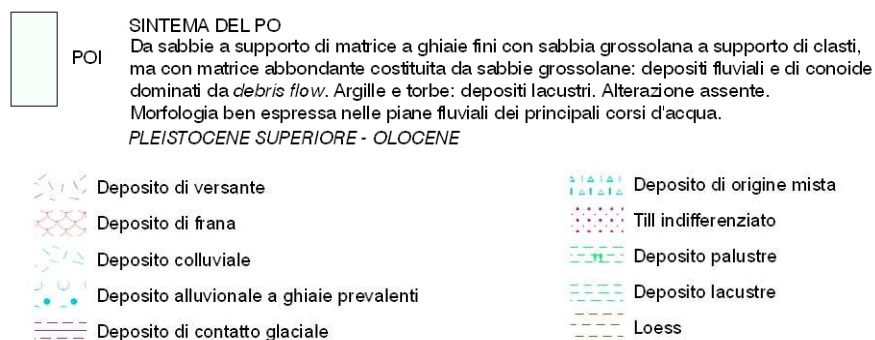 SINTEMA DEL PO
POI
Da sabbie a supporto di matrice a ghiaie fini con sabbia grossolana a supporto di clasti,
ma con matrice abbondante costituita da sabbie grossolane: depositi fluviali e di conoide
dominati da debris flow. Argille e torbe: depositi lacustri. Alterazione assente.
Morfologia ben espressa nelle piane fluviali dei principali corsi d'acqua.
PLEISTOCENE SUPERIORE - OLOCENE
Deposito di versante
Deposito di frana
Deposito colluviale
Deposito alluvionale a ghiaie prevalenti
Deposito di contatto glaciale
Deposito di origine mista
Till indifferenziato
Deposito palustre
Deposito lacustre
Loess